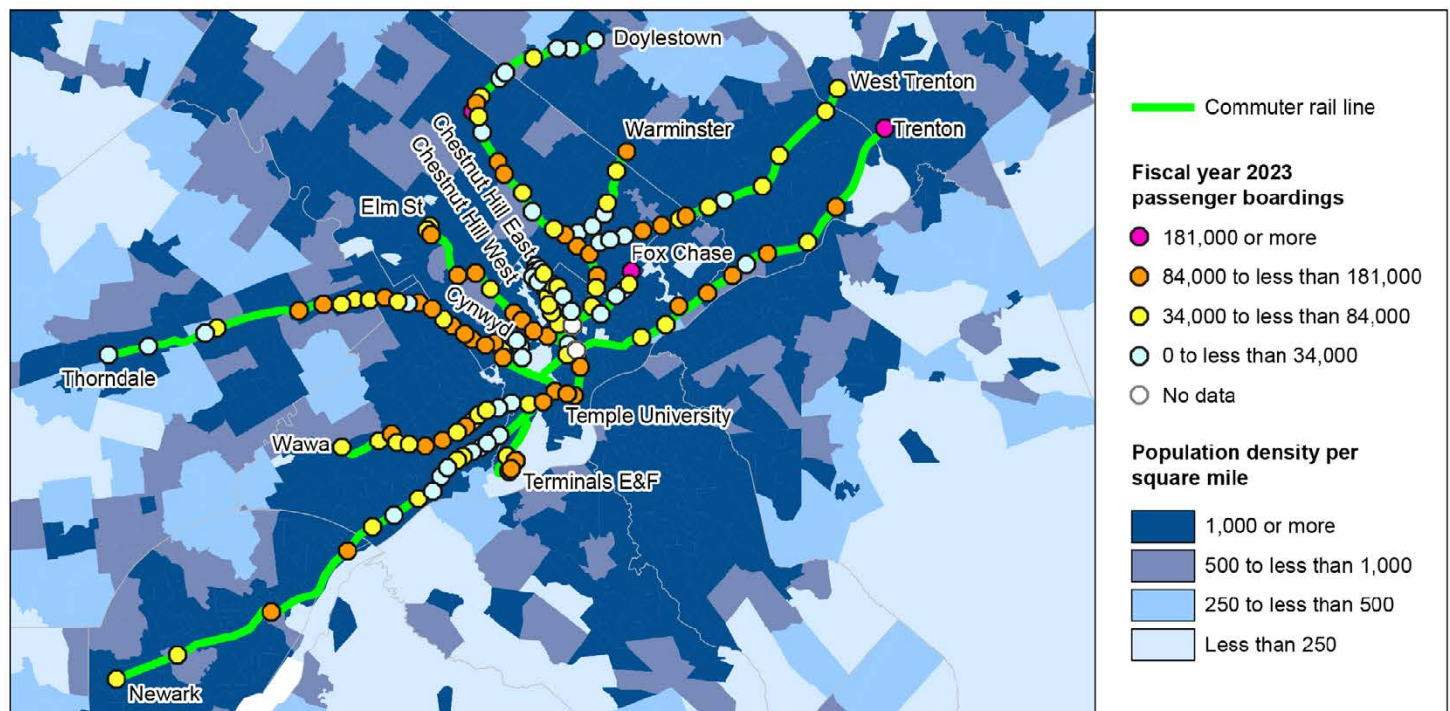 Doylestown
West Trenton
Warminster
Trenton
Chestnut Hill East
Chestnut Hill West
Elm St
Fox Chase
Cynwyd
Thorndale
Temple University
Wawa
Terminals E&F
Newark
Commuter rail line
Fiscal year 2023
passenger boardings
181,000 or more
84,000 to less than 181,000
34,000 to less than 84,000
0 to less than 34,000
No data
Population density per
square mile
1,000 or more
500 to less than 1,000
250 to less than 500
Less than 250